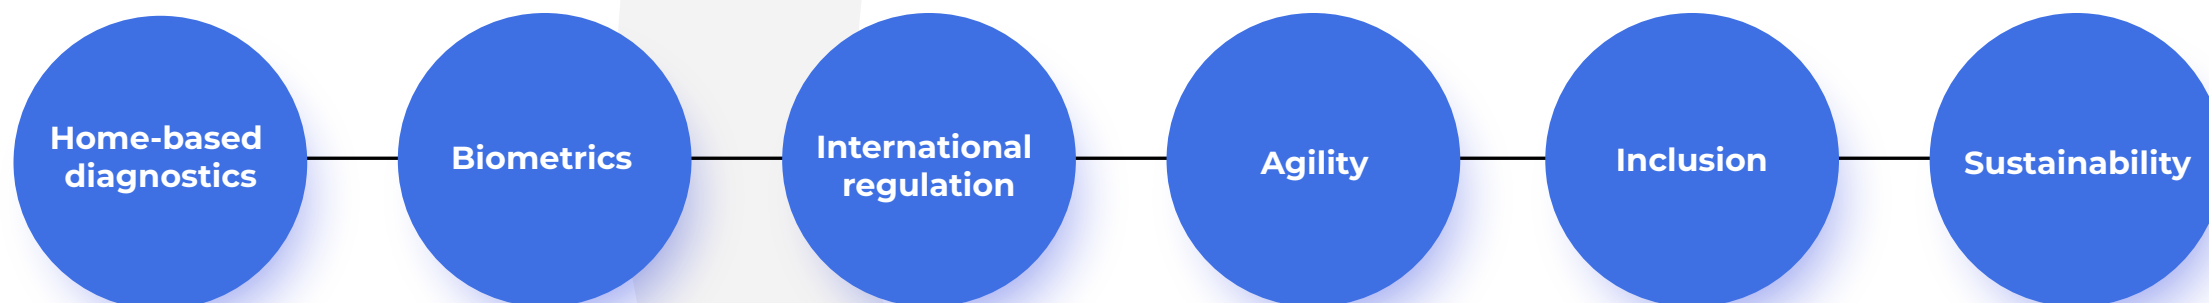 Home-based
diagnostics
Biometrics
International
regulation
Agility
Inclusion
Sustainability